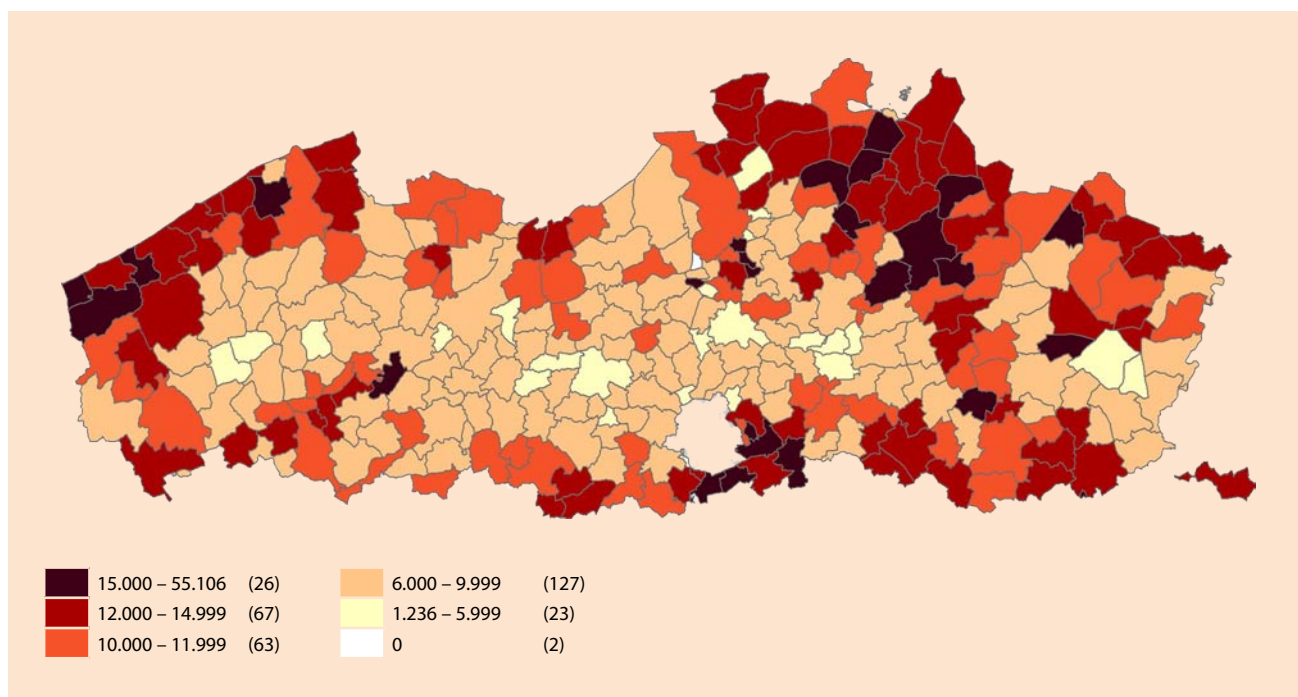 15.000 – 55.106 (26)
12.000 – 14.999 (67)
10.000 – 11.999 (63)
6.000 – 9.999 (127)
1.236 – 5.999 (23)
0 (2)